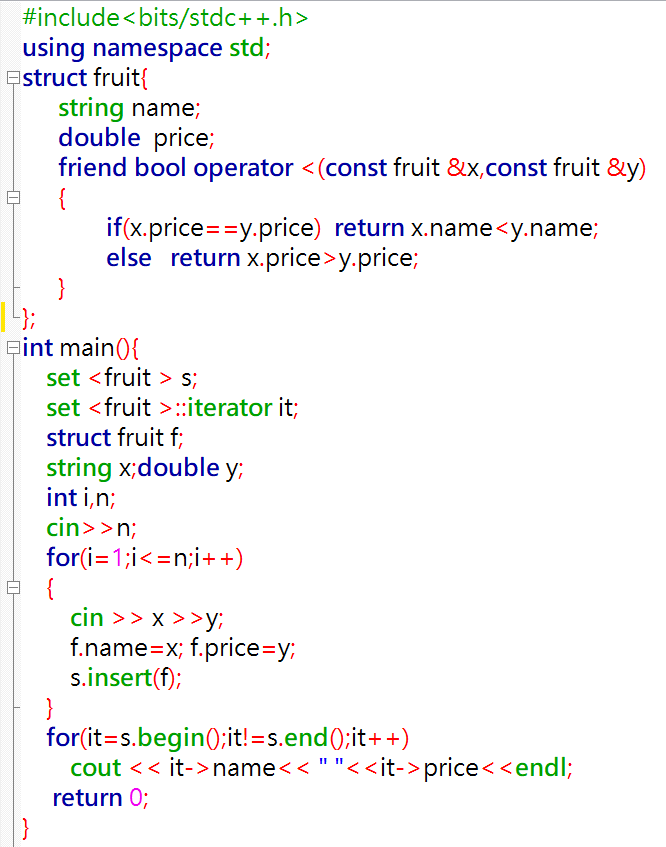 #include<bits/stdc++.h>
using namespace std;
struct fruit{
string name;
double  price;
friend bool operator <(const fruit &x,const fruit &y)
{
if(x.price==y.price)  return x.name<y.name;
else   return x.price>y.price;
}
};
int main(){
set <fruit > s;
set <fruit >::iterator it;
struct fruit f;
string x;double y;
int i,n;
cin>>n;
for(i=1;i<=n;i++)
{
cin >> x >>y;
f.name=x; f.price=y;
s.insert(f);
}
for(it=s.begin();it!=s.end();it++)
cout << it->name<< " "<<it->price<<endl;
return 0;
}